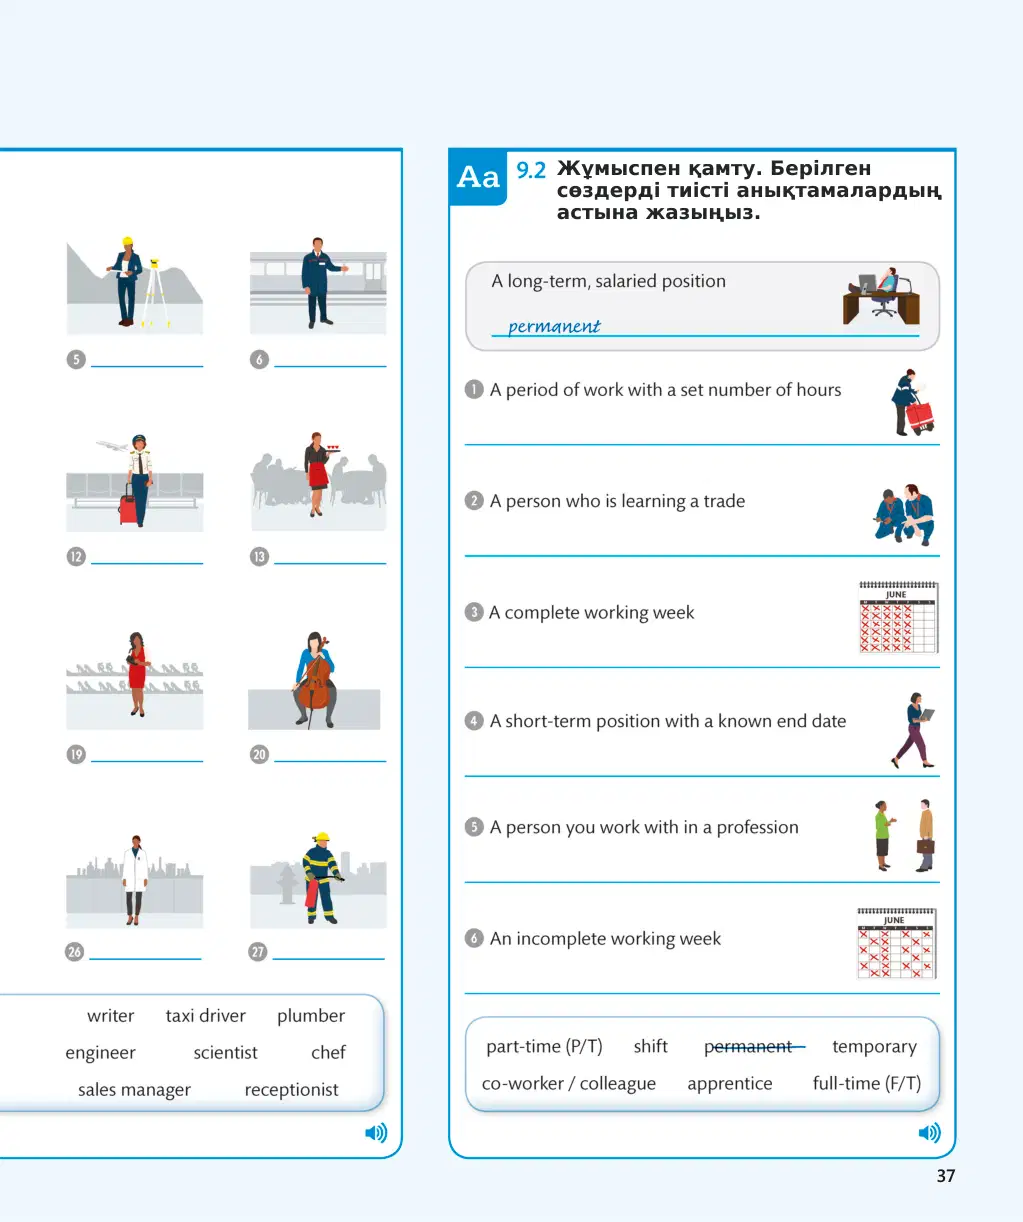 5
6
12
13
19
20
26
27
writer taxi driver plumber
engineer scientist chef
sales manager receptionist
Aa
9.2 Жұмыспен қамту. Берілген
сөздерді тиісті анықтамалардың
астына жазыңыз.
A long-term, salaried position
permanent
1 A period of work with a set number of hours
2 A person who is learning a trade
JUNE
M T W T F S S
3 A complete working week
4 A short-term position with a known end date
5 A person you work with in a profession
JUNE
M T W T F S S
6 An incomplete working week
part-time (P/T) shift permanent temporary
co-worker / colleague apprentice full-time (F/T)
37